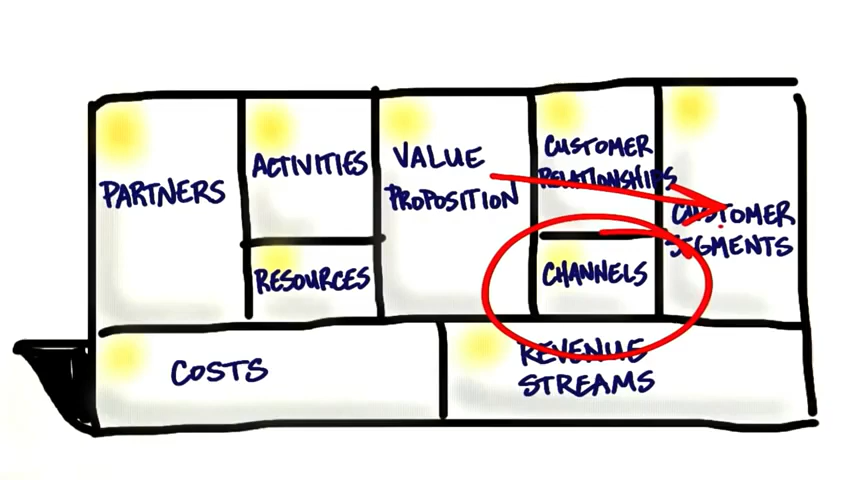 PARTNERS
ACTIVITIES
RESOURCES
VALUE
PROPOSITION
CUSTOMER
RELATIONSHIPS
CHANNELS
CUSTOMER
SEGMENTS
COSTS
REVENUE
STREAMS